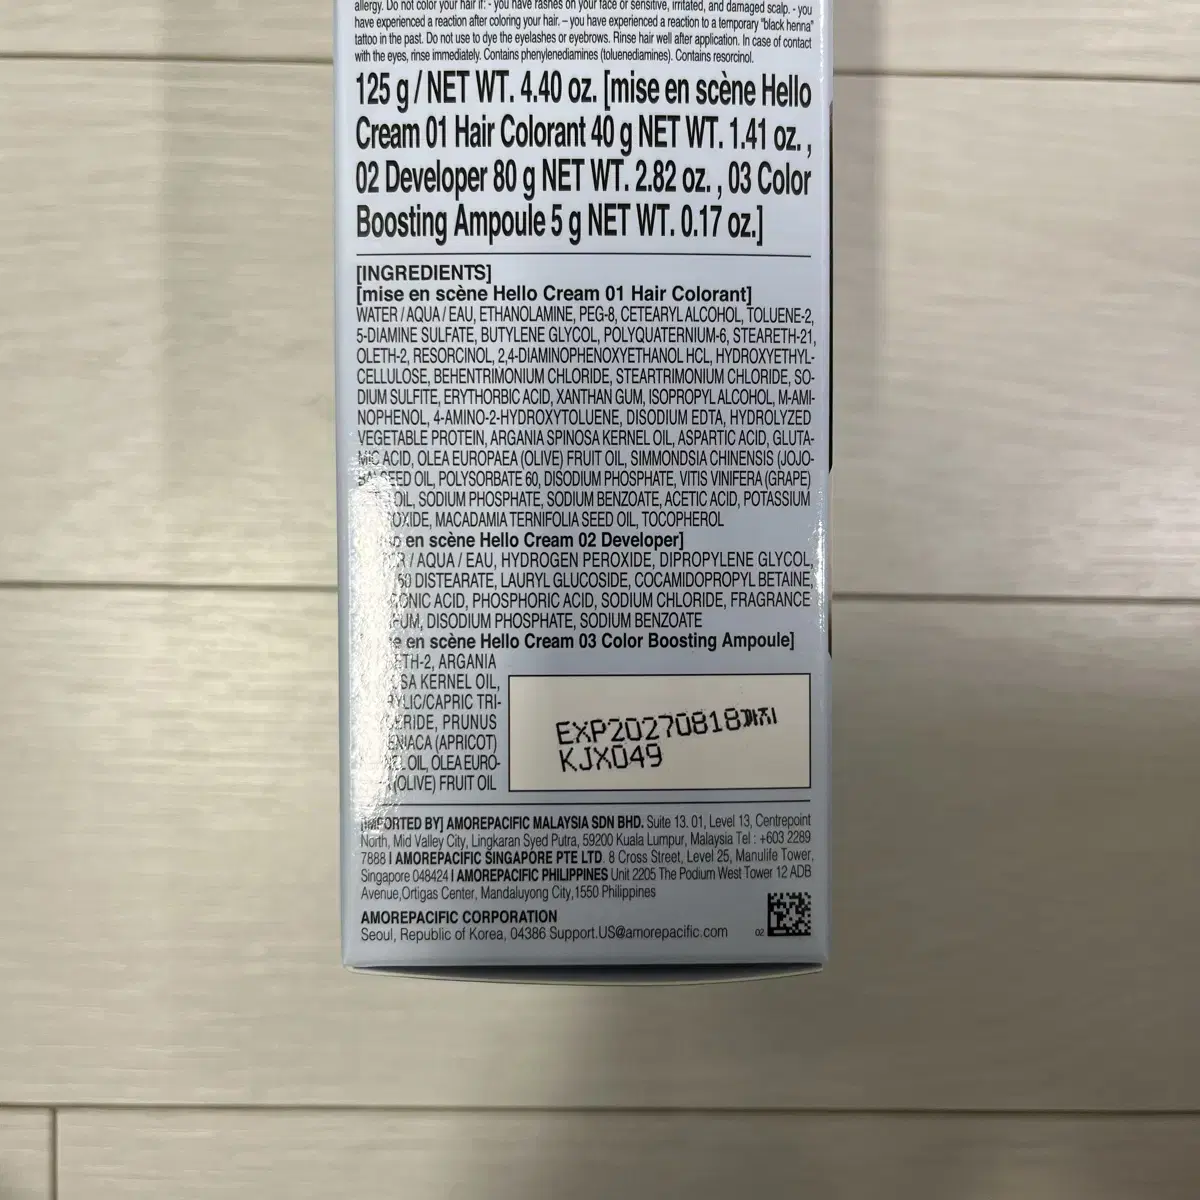 allergy. Do not color your hair if: - you have rashes on your face or sensitive, irritated, and damaged scalp. - you
have experienced a reaction after coloring your hair. – you have experienced a reaction to a temporary "black henna"
tattoo in the past. Do not use to dye the eyelashes or eyebrows. Rinse hair well after application. In case of contact
with the eyes, rinse immediately. Contains phenylenediamines (toluenediamines). Contains resorcinol.
125 g / NET WT. 4.40 oz. [mise en scène Hello
Cream 01 Hair Colorant 40 g NET WT. 1.41 oz. ,
02 Developer 80 g NET WT. 2.82 oz. , 03 Color
Boosting Ampoule 5 g NET WT. 0.17 oz.]
[INGREDIENTS]
[mise en scène Hello Cream 01 Hair Colorant]
WATER / AQUA / EAU, ETHANOLAMINE, PEG-8, CETEARYL ALCOHOL, TOLUENE-2,
5-DIAMINE SULFATE, BUTYLENE GLYCOL, POLYQUATERNIUM-6, STEARETH-21,
OLETH-2, RESORCINOL, 2,4-DIAMINOPHENOXYETHANOL HCL, HYDROXYETHYL-
CELLULOSE, BEHENTRIMONIUM CHLORIDE, STEARTRIMONIUM CHLORIDE, SO-
DIUM SULFITE, ERYTHORBIC ACID, XANTHAN GUM, ISOPROPYL ALCOHOL, M-AMI-
NOPHENOL, 4-AMINO-2-HYDROXYTOLUENE, DISODIUM EDTA, HYDROLYZED
VEGETABLE PROTEIN, ARGANIA SPINOSA KERNEL OIL, ASPARTIC ACID, GLUTA-
MIC ACID, OLEA EUROPAEA (OLIVE) FRUIT OIL, SIMMONDSIA CHINENSIS (JOJO-
BA) SEED OIL, POLYSORBATE 60, DISODIUM PHOSPHATE, VITIS VINIFERA (GRAPE)
OIL, SODIUM PHOSPHATE, SODIUM BENZOATE, ACETIC ACID, POTASSIUM
MACADAMIA TERNIFOLIA SEED OIL, TOCOPHEROL
en scène Hello Cream 02 Developer]
/ AQUA / EAU, HYDROGEN PEROXIDE, DIPROPYLENE GLYCOL,
DISTEARATE, LAURYL GLUCOSIDE, COCAMIDOPROPYL BETAINE,
ACID, PHOSPHORIC ACID, SODIUM CHLORIDE, FRAGRANCE
DISODIUM PHOSPHATE, SODIUM BENZOATE
en scène Hello Cream 03 Color Boosting Ampoule]
ARGANIA
KERNEL OIL,
TRI-
PRUNUS
(APRICOT)
OIL, OLEA EURO-
(OLIVE) FRUIT OIL
EXP20270818까지
KJX049
[IMPORTED BY] AMOREPACIFIC MALAYSIA SDN BHD. Suite 13. 01, Level 13, Centrepoint
North, Mid Valley City, Lingkaran Syed Putra, 59200 Kuala Lumpur, Malaysia Tel : +603 2289
7888 I AMOREPACIFIC SINGAPORE PTE LTD. 8 Cross Street, Level 25, Manulife Tower,
Singapore 048424 I AMOREPACIFIC PHILIPPINES Unit 2205 The Podium West Tower 12 ADB
Avenue,Ortigas Center, Mandaluyong City,1550 Philippines
AMOREPACIFIC CORPORATION
Seoul, Republic of Korea, 04386 Support.US@amorepacific.com
02